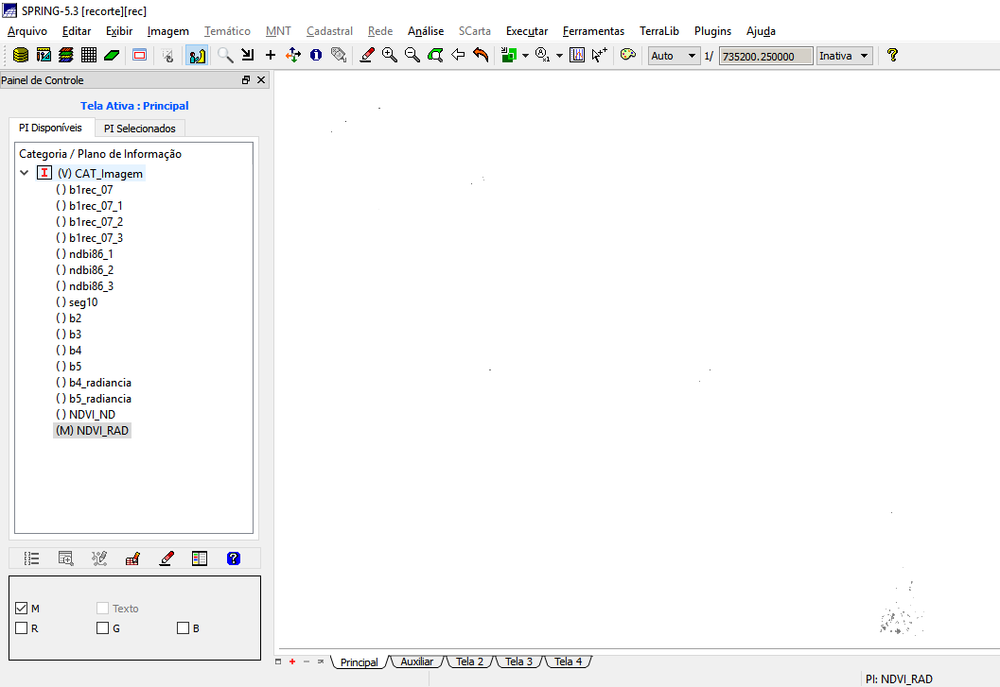 SPRING-5.3 [recorte][rec]
Arquivo Editar Exibir Imagem Temático MNT Cadastral Rede Análise SCarta Executar Ferramentas TerraLib Plugins Ajuda
Auto 1/ 735200.250000 Inativa ?
Painel de Controle
Tela Ativa : Principal
PI Disponíveis PI Selecionados
Categoria / Plano de Informação
I (V) CAT_Imagem
( ) b1rec_07
( ) b1rec_07_1
( ) b1rec_07_2
( ) b1rec_07_3
( ) ndbi86_1
( ) ndbi86_2
( ) ndbi86_3
( ) seg10
( ) b2
( ) b3
( ) b4
( ) b5
( ) b4_radiancia
( ) b5_radiancia
( ) NDVI_ND
(M) NDVI_RAD
?
M Texto
R G B
Principal Auxiliar Tela 2 Tela 3 Tela 4
PI: NDVI_RAD